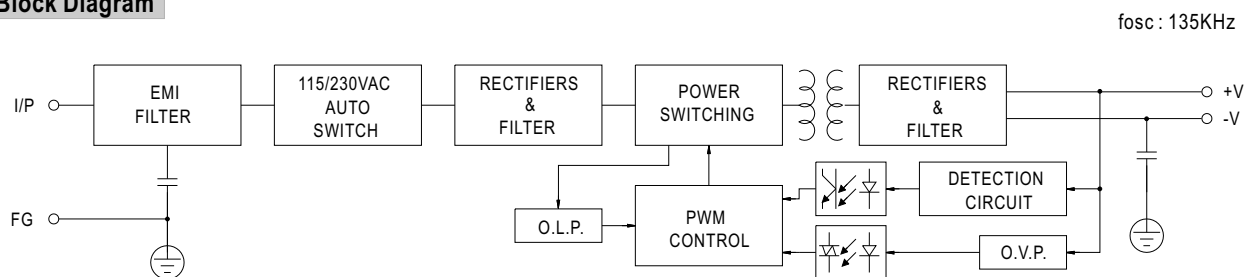 Block Diagram
fosc : 135KHz
I/P
EMI
FILTER
115/230VAC
AUTO
SWITCH
RECTIFIERS
&
FILTER
POWER
SWITCHING
RECTIFIERS
&
FILTER
+V
-V
FG
O.L.P.
PWM
CONTROL
DETECTION
CIRCUIT
O.V.P.